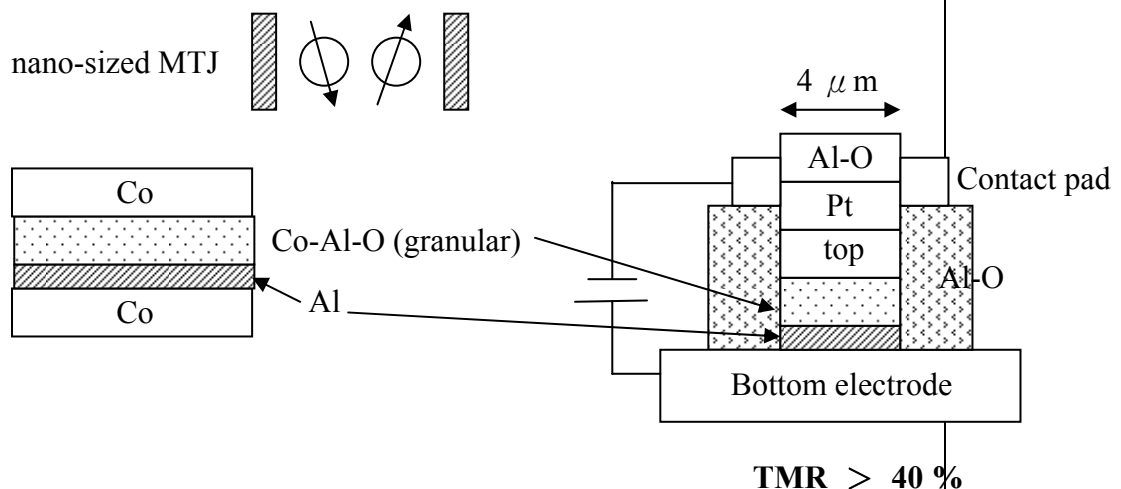 nano-sized MTJ
4 μm
Al-O
Contact pad
Pt
Co
Co-Al-O (granular)
top
Al-O
Al
Co
Bottom electrode
TMR > 40 %